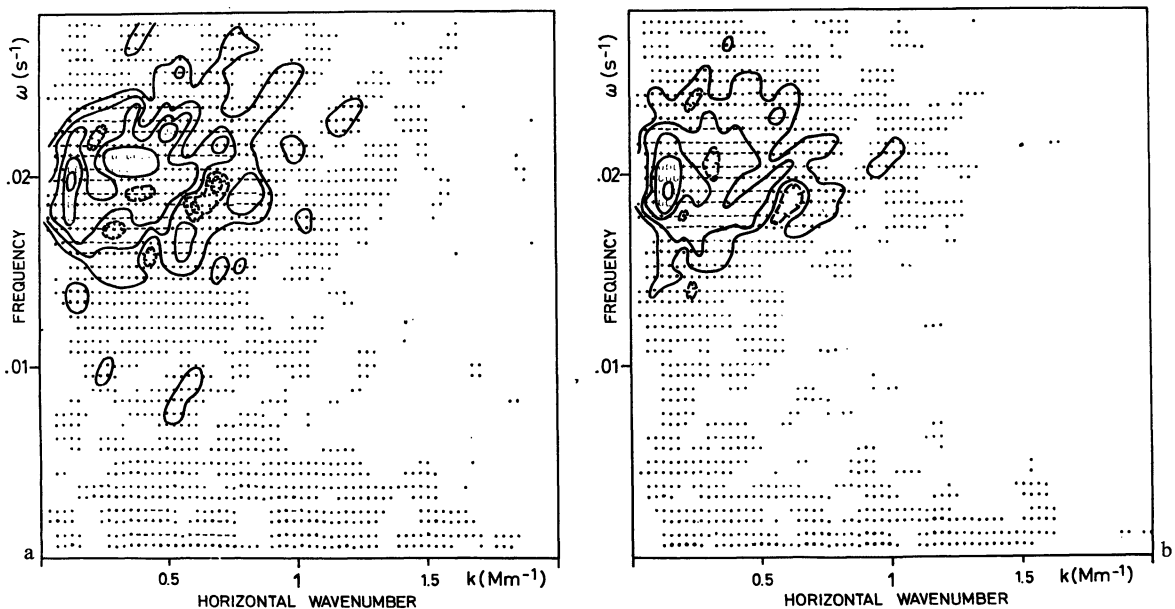 ω (s⁻¹)
.02
FREQUENCY
.01
a
0.5
1
1.5
k(Mm⁻¹)
HORIZONTAL WAVENUMBER
ω (s⁻¹)
.02
FREQUENCY
.01
b
0.5
1
1.5
k(Mm⁻¹)
HORIZONTAL WAVENUMBER